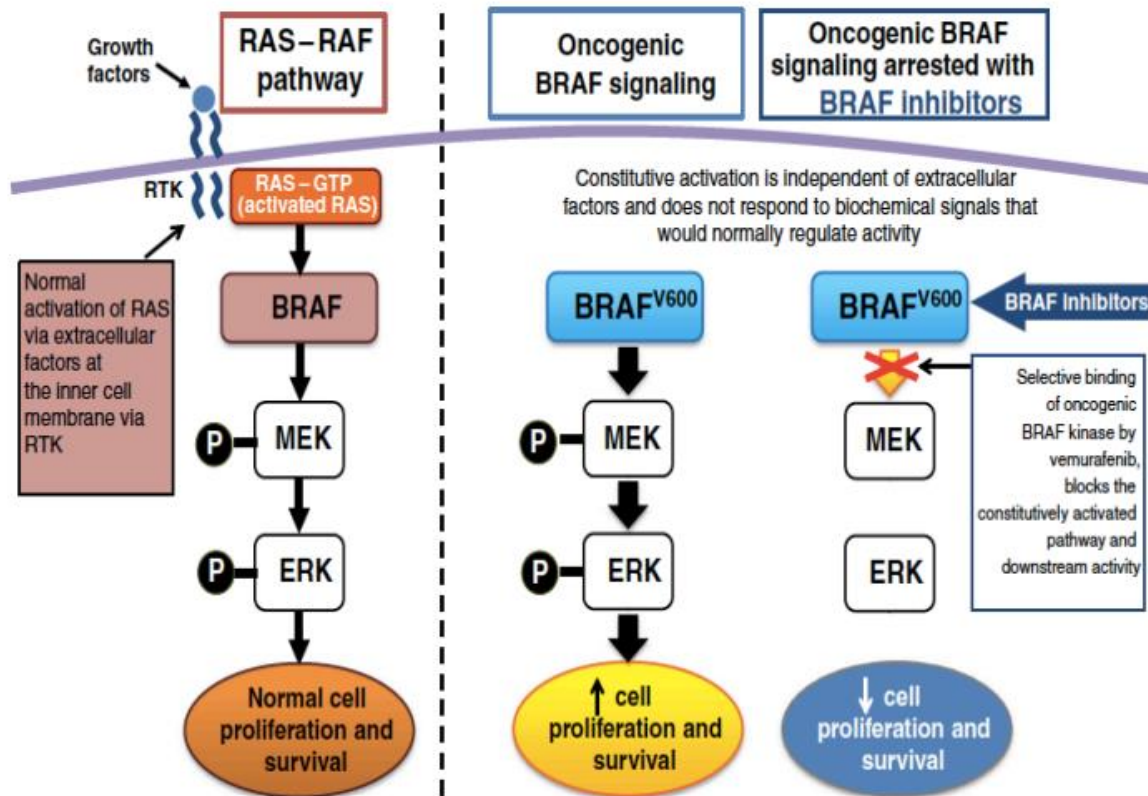 Growth
factors
RAS–RAF
pathway
RTK
RAS–GTP
(activated RAS)
Normal
activation of RAS
via extracellular
factors at
the inner cell
membrane via
RTK
BRAF
P
MEK
P
ERK
Normal cell
proliferation and
survival
Oncogenic
BRAF signaling
Oncogenic BRAF
signaling arrested with
BRAF inhibitors
Constitutive activation is independent of extracellular
factors and does not respond to biochemical signals that
would normally regulate activity
BRAFV600
P
MEK
P
ERK
↑ cell
proliferation and
survival
BRAFV600
BRAF Inhibitors
Selective binding
of oncogenic
BRAF kinase by
vemurafenib,
blocks the
constitutively activated
pathway and
downstream activity
MEK
ERK
↓ cell
proliferation and
survival